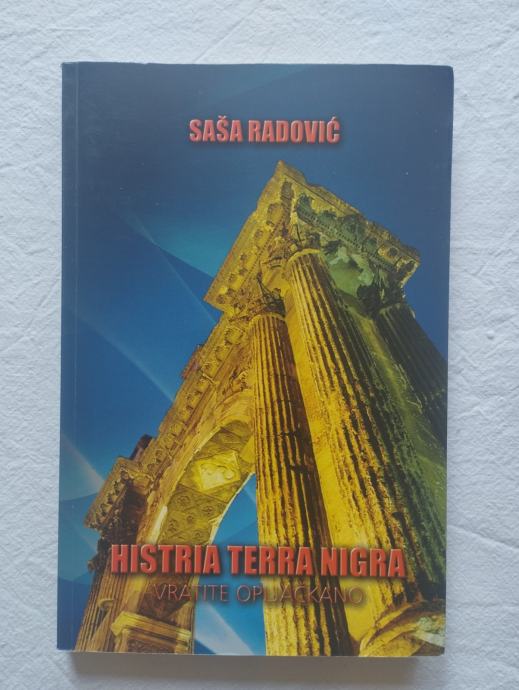 SAŠA RADOVIĆ
HISTRIA TERRA NIGRA
VRATITE OPLJAČKANO